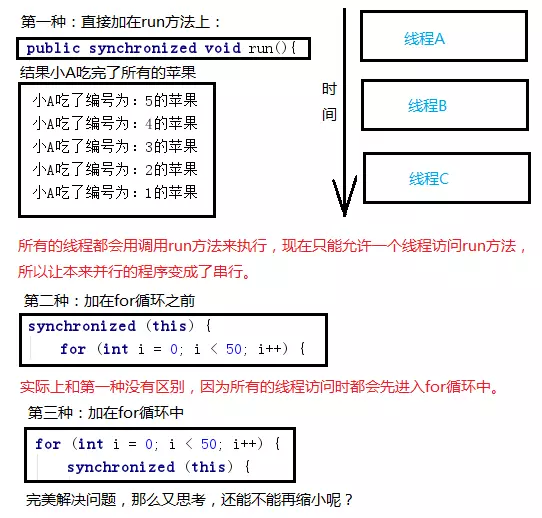 第一种：直接加在run方法上：
public synchronized void run(){
结果小A吃完了所有的苹果
小A吃了编号为：5的苹果
小A吃了编号为：4的苹果
小A吃了编号为：3的苹果
小A吃了编号为：2的苹果
小A吃了编号为：1的苹果
时
间
线程A
线程B
线程C
所有的线程都会用调用run方法来执行，现在只能允许一个线程访问run方法，
所以让本来并行的程序变成了串行。
第二种：加在for循环之前
synchronized (this) {
for (int i = 0; i < 50; i++) {
实际上和第一种没有区别，因为所有的线程访问时都会先进入for循环中。
第三种：加在for循环中
for (int i = 0; i < 50; i++) {
synchronized (this) {
完美解决问题，那么又思考，还能不能再缩小呢？